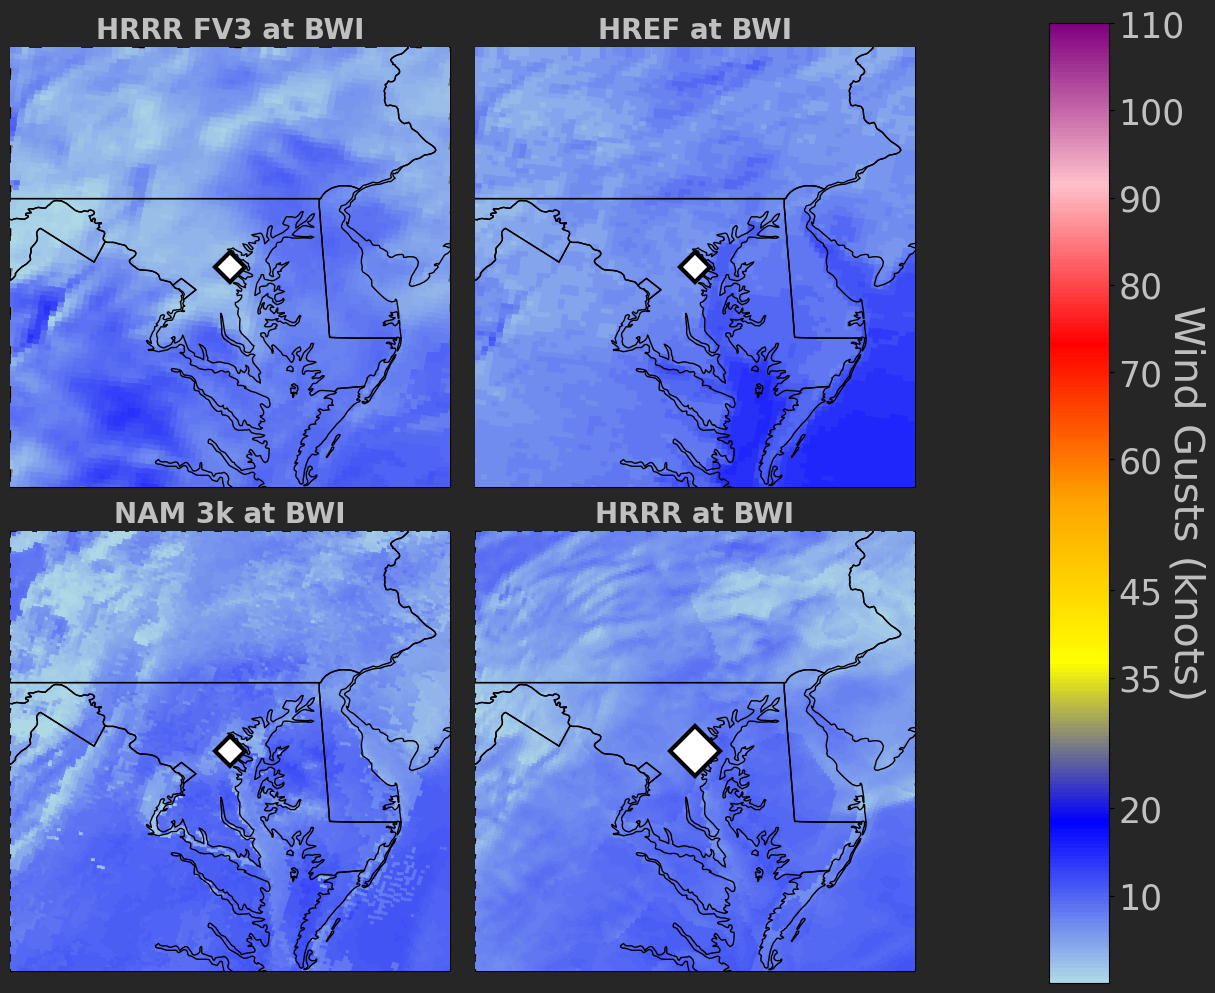 HRRR FV3 at BWI
HREF at BWI
NAM 3k at BWI
HRRR at BWI
110
100
90
80
70
60
45
35
20
10
Wind Gusts (knots)